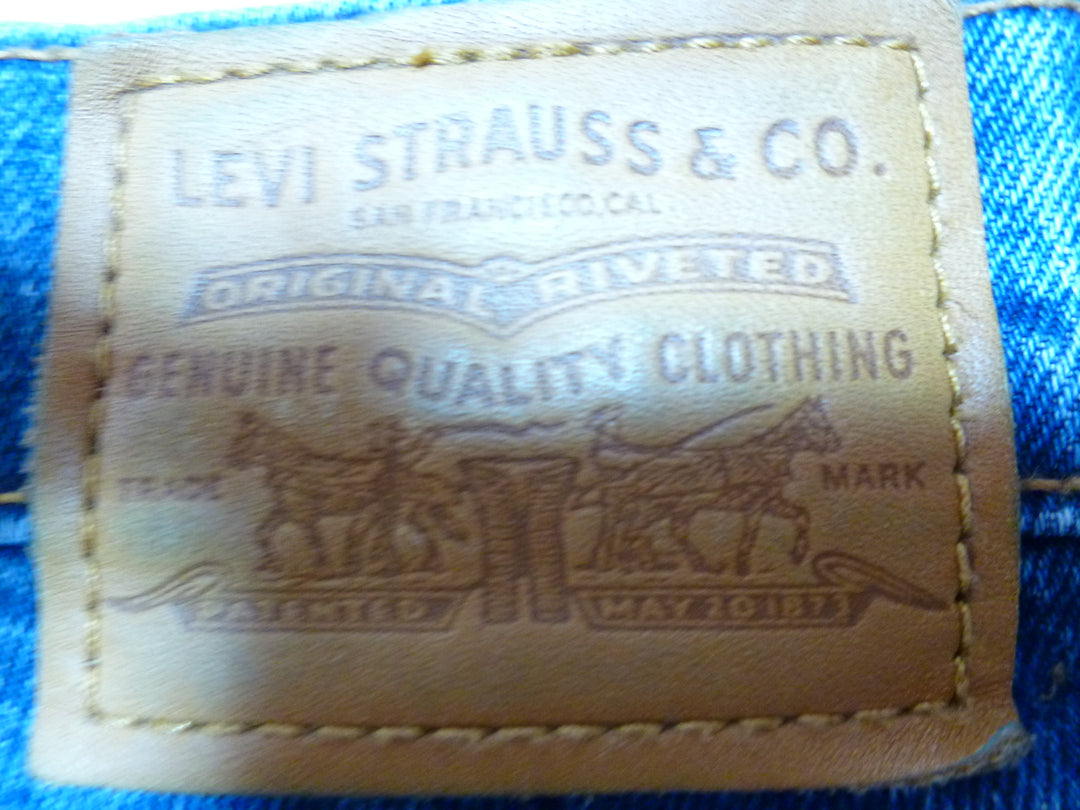 LEVI STRAUSS & CO.
SAN FRANCISCO, CAL
ORIGINAL RIVETED
GENUINE QUALITY CLOTHING
TRADE MARK
PATENTED MAY 20 1873